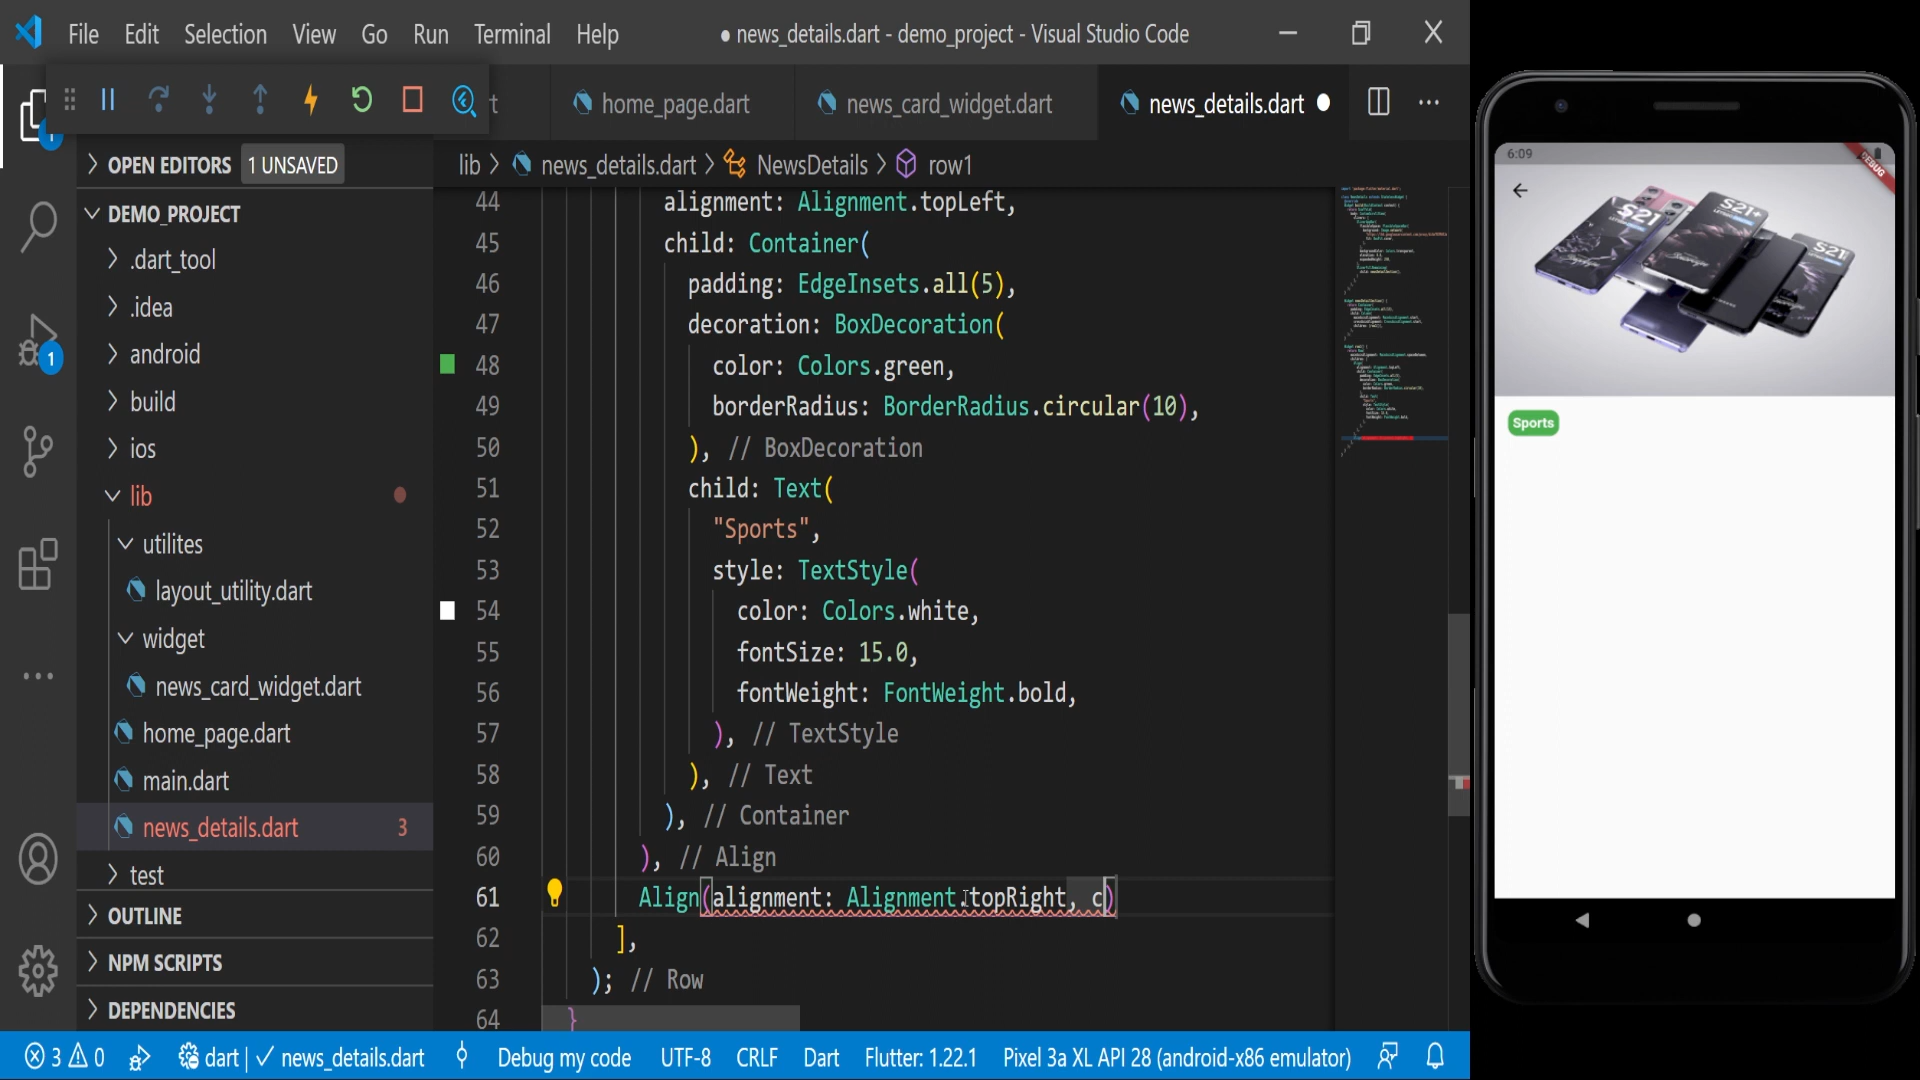 File Edit Selection View Go Run Terminal Help
● news_details.dart - demo_project - Visual Studio Code
t home_page.dart news_card_widget.dart news_details.dart
OPEN EDITORS 1 UNSAVED
lib > news_details.dart > NewsDetails > row1
DEMO_PROJECT
.dart_tool
.idea
android
build
ios
lib
utilites
layout_utility.dart
widget
news_card_widget.dart
home_page.dart
main.dart
news_details.dart 3
test
OUTLINE
NPM SCRIPTS
DEPENDENCIES
1
1
44 alignment: Alignment.topLeft,
45 child: Container(
46 padding: EdgeInsets.all(5),
47 decoration: BoxDecoration(
48 color: Colors.green,
49 borderRadius: BorderRadius.circular(10),
50 ), // BoxDecoration
51 child: Text(
52 "Sports",
53 style: TextStyle(
54 color: Colors.white,
55 fontSize: 15.0,
56 fontWeight: FontWeight.bold,
57 ), // TextStyle
58 ), // Text
59 ), // Container
60 ), // Align
61 Align(alignment: Alignment.topRight, c)
62 ],
63 ); // Row
64 }
6:09
DEBUG
S21
S21+
S21
Sports
3 0 dart | ✓ news_details.dart Debug my code UTF-8 CRLF Dart Flutter: 1.22.1 Pixel 3a XL API 28 (android-x86 emulator)